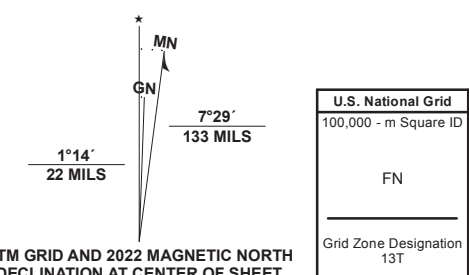 MN
GN
7°29´
133 MILS
1°14´
22 MILS
TM GRID AND 2022 MAGNETIC NORTH
DECLINATION AT CENTER OF SHEET
U.S. National Grid
100,000 - m Square ID
FN
Grid Zone Designation
13T